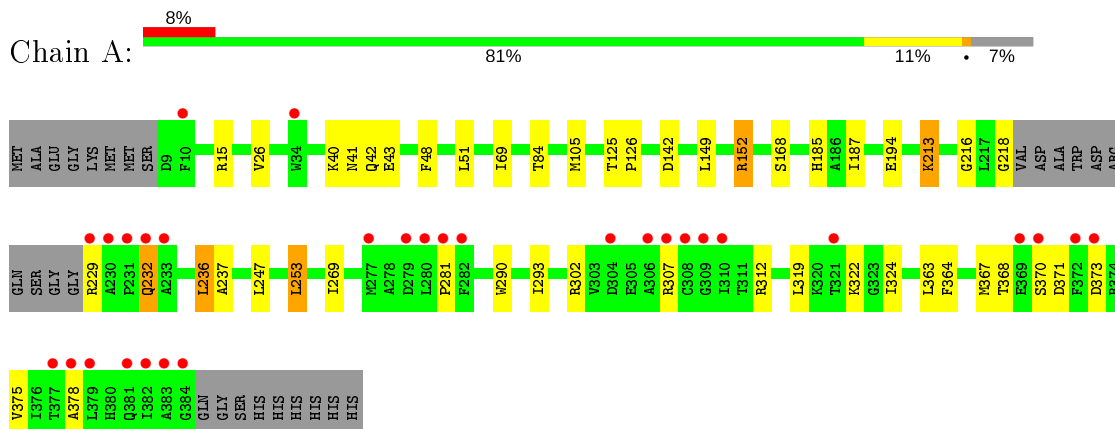 8%
Chain A:
81% 11% • 7%
MET ALA GLU GLY LYS MET MET SER D9 F10 R15 V26 W34 K40 N41 Q42 E43 F48 L51 I69 T84 M105 T125 P126 D142 L149 R152 S168 H185 A186 I187 E194 K213 G216 L217 G218 VAL ASP ALA TRP ASP ARG
GLN SER GLY GLY R229 A230 P231 Q232 A233 L236 A237 L247 L253 I269 M277 A278 D279 L280 P281 F282 W290 I293 R302 V303 D304 E305 A306 R307 C308 G309 I310 T311 R312 L319 K320 T321 K322 G323 I324 L363 F364 M367 T368 E369 S370 D371 F372 D373 R374
V375 I376 T377 A378 L379 H380 Q381 I382 A383 G384 GLN GLY SER HIS HIS HIS HIS HIS HIS